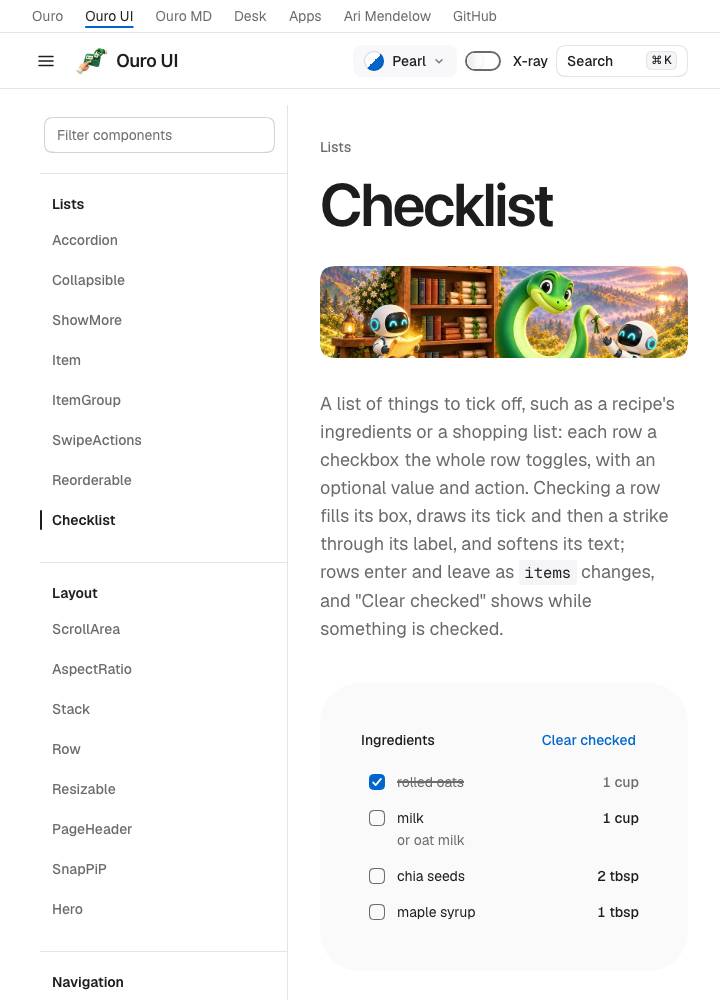 Ouro Ouro UI Ouro MD Desk Apps Ari Mendelow GitHub
Ouro UI
Pearl
X-ray
Search ⌘ K
Filter components
Lists
Accordion
Collapsible
ShowMore
Item
ItemGroup
SwipeActions
Reorderable
Checklist
Layout
ScrollArea
AspectRatio
Stack
Row
Resizable
PageHeader
SnapPiP
Hero
Navigation
Lists
Checklist
A list of things to tick off, such as a recipe's
ingredients or a shopping list: each row a
checkbox the whole row toggles, with an
optional value and action. Checking a row
fills its box, draws its tick and then a strike
through its label, and softens its text;
rows enter and leave as items changes,
and "Clear checked" shows while
something is checked.
Ingredients Clear checked
rolled oats 1 cup
milk 1 cup
or oat milk
chia seeds 2 tbsp
maple syrup 1 tbsp